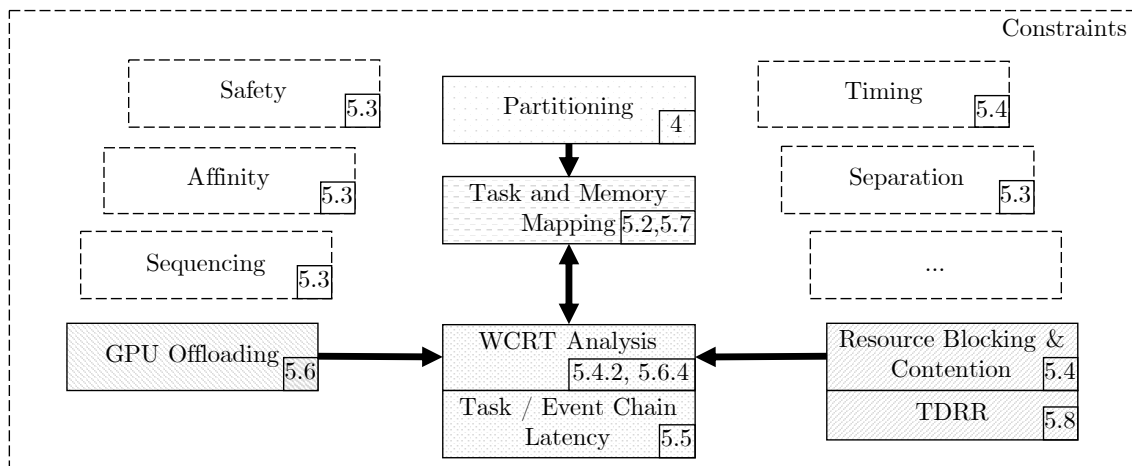 Constraints
Safety
5.3
Partitioning
4
Timing
5.4
Affinity
5.3
Task and Memory
Mapping 5.2,5.7
Separation
5.3
Sequencing
5.3
...
GPU Offloading
5.6
WCRT Analysis
5.4.2, 5.6.4
Task / Event Chain
Latency 5.5
Resource Blocking &
Contention 5.4
TDRR
5.8